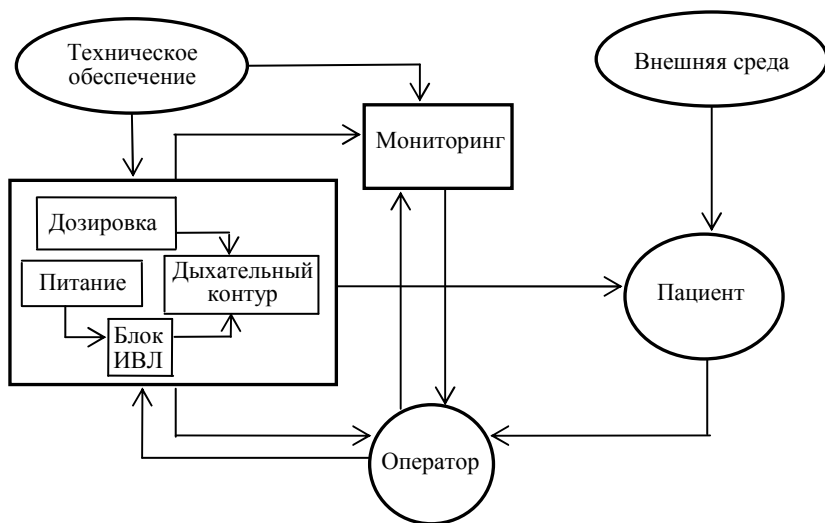 Техническое
обеспечение
Внешняя среда
Мониторинг
Дозировка
Питание
Дыхательный
контур
Блок
ИВЛ
Пациент
Оператор